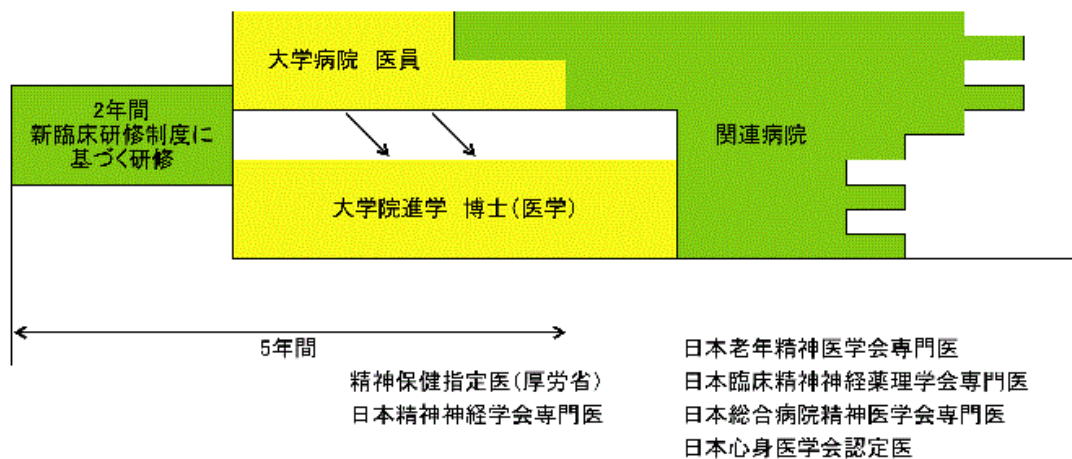 大学病院　医員
2年間
新臨床研修制度に
基づく研修
関連病院
大学院進学　博士(医学)
5年間
精神保健指定医(厚労省)
日本精神神経学会専門医
日本老年精神医学会専門医
日本臨床精神神経薬理学会専門医
日本総合病院精神医学会専門医
日本心身医学会認定医